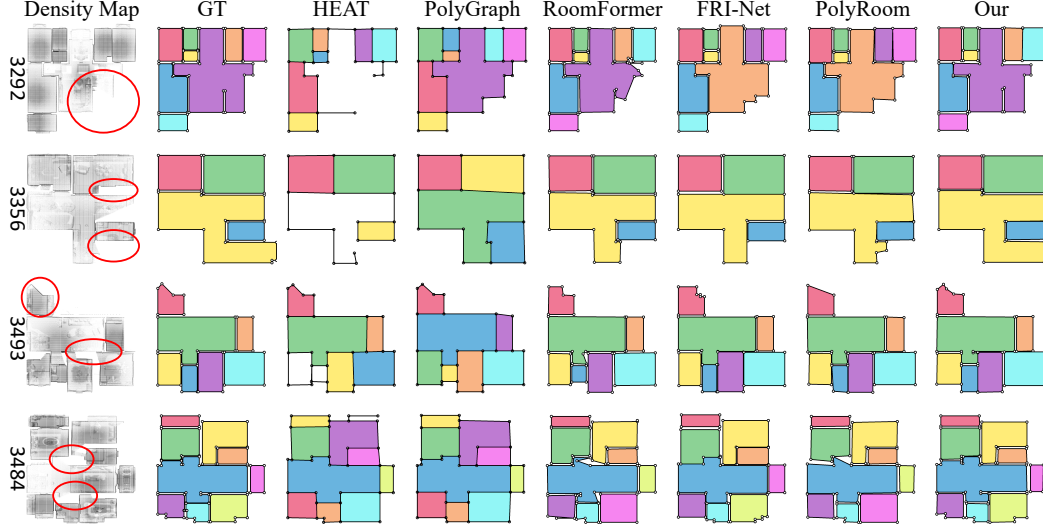 Density Map GT HEAT PolyGraph RoomFormer FRI-Net PolyRoom Our
3292
3356
3493
3484